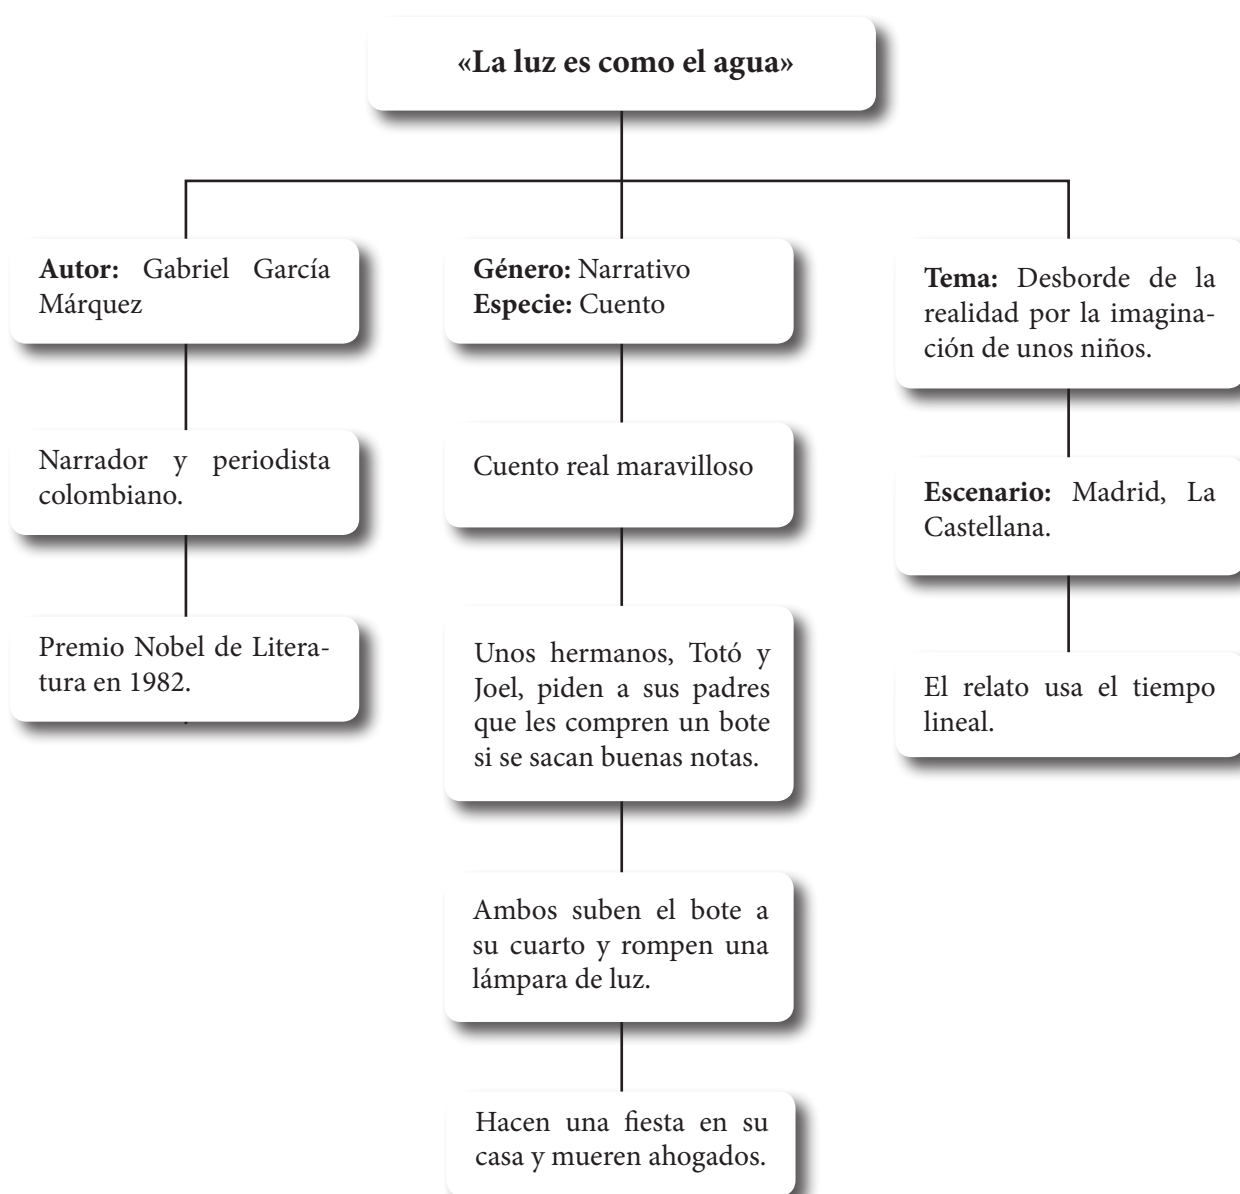 «La luz es como el agua»
Autor: Gabriel García
Márquez
Narrador y periodista
colombiano.
Premio Nobel de Litera-
tura en 1982.
Género: Narrativo
Especie: Cuento
Cuento real maravilloso
Unos hermanos, Totó y
Joel, piden a sus padres
que les compren un bote
si se sacan buenas notas.
Ambos suben el bote a
su cuarto y rompen una
lámpara de luz.
Hacen una fiesta en su
casa y mueren ahogados.
Tema: Desborde de la
realidad por la imagina-
ción de unos niños.
Escenario: Madrid, La
Castellana.
El relato usa el tiempo
lineal.